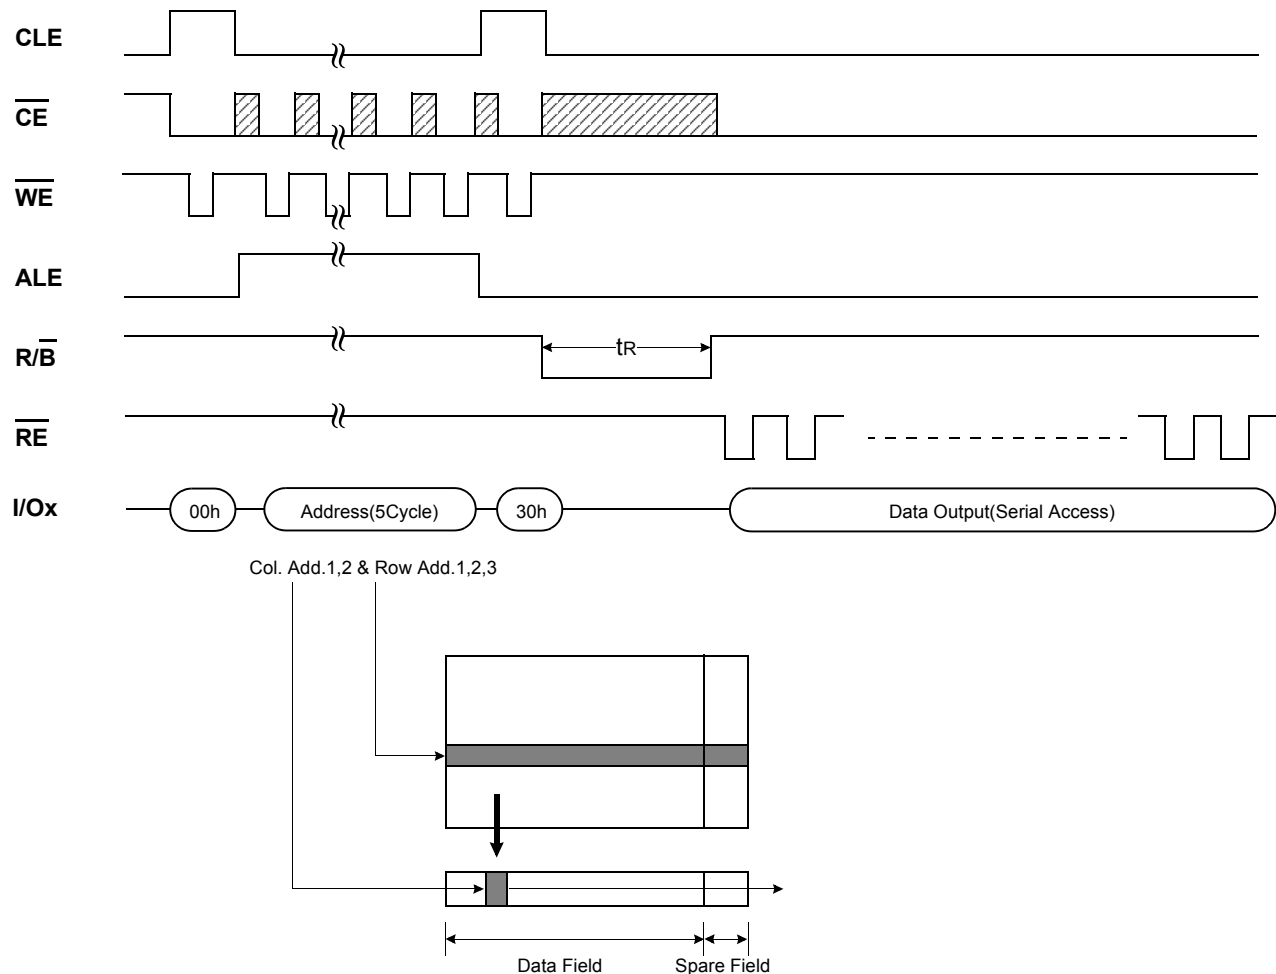 CLE
CE
WE
ALE
R/B
tR
RE
I/Ox
00h
Address(5Cycle)
30h
Data Output(Serial Access)
Col. Add.1,2 & Row Add.1,2,3
Data Field
Spare Field